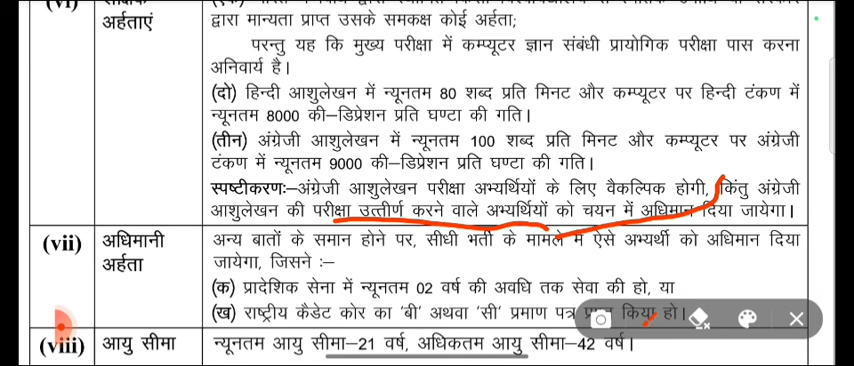 (vi) शैक्षिक
अर्हताएं द्वारा मान्यता प्राप्त उसके समकक्ष कोई अर्हता;
परन्तु यह कि मुख्य परीक्षा में कम्प्यूटर ज्ञान संबंधी प्रायोगिक परीक्षा पास करना
अनिवार्य है।
(दो) हिन्दी आशुलेखन में न्यूनतम 80 शब्द प्रति मिनट और कम्प्यूटर पर हिन्दी टंकण में
न्यूनतम 8000 की–डिप्रेशन प्रति घण्टा की गति।
(तीन) अंग्रेजी आशुलेखन में न्यूनतम 100 शब्द प्रति मिनट और कम्प्यूटर पर अंग्रेजी
टंकण में न्यूनतम 9000 की–डिप्रेशन प्रति घण्टा की गति।
स्पष्टीकरणः–अंग्रेजी आशुलेखन परीक्षा अभ्यर्थियों के लिए वैकल्पिक होगी, किंतु अंग्रेजी
आशुलेखन की परीक्षा उत्तीर्ण करने वाले अभ्यर्थियों को चयन में अधिमान दिया जायेगा।
(vii) अधिमानी अन्य बातों के समान होने पर, सीधी भर्ती के मामले में ऐसे अभ्यर्थी को अधिमान दिया
अर्हता जायेगा, जिसने :–
(क) प्रादेशिक सेना में न्यूनतम 02 वर्ष की अवधि तक सेवा की हो, या
(ख) राष्ट्रीय कैडेट कोर का 'बी' अथवा 'सी' प्रमाण पत्र प्राप्त किया हो।
(viii) आयु सीमा न्यूनतम आयु सीमा–21 वर्ष, अधिकतम आयु सीमा–42 वर्ष।